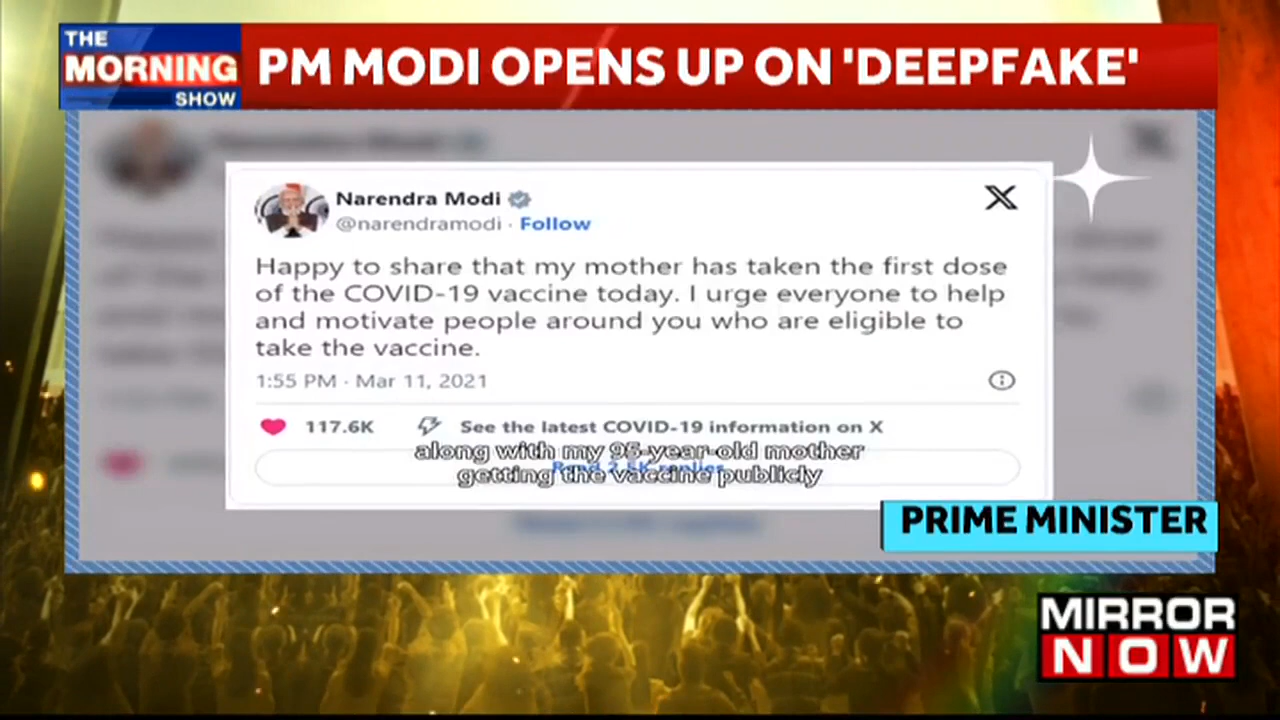 THE
MORNING
SHOW
PM MODI OPENS UP ON 'DEEPFAKE'
Narendra Modi
@narendramodi · Follow
Happy to share that my mother has taken the first dose
of the COVID-19 vaccine today. I urge everyone to help
and motivate people around you who are eligible to
take the vaccine.
1:55 PM · Mar 11, 2021
117.6K See the latest COVID-19 information on X
along with my 95-year-old mother
getting the vaccine publicly
PRIME MINISTER
MIRROR
NOW